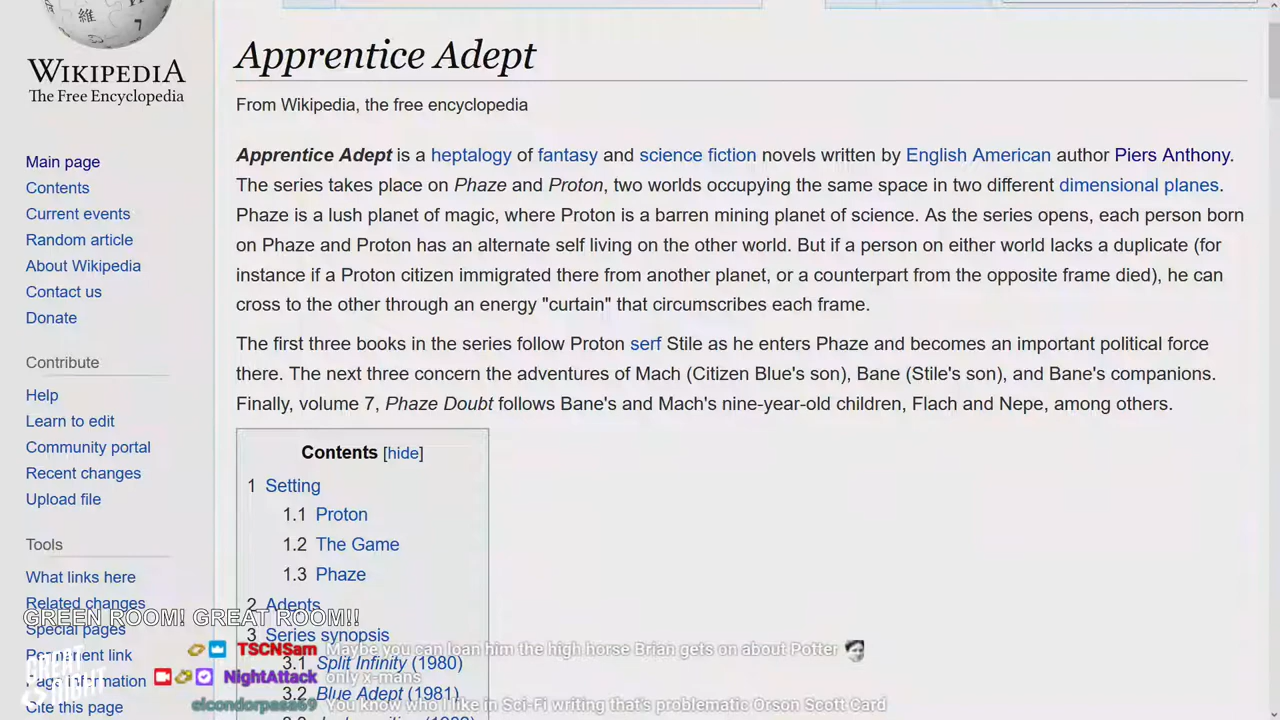 維
7
WIKIPEDIA
The Free Encyclopedia
Main page
Contents
Current events
Random article
About Wikipedia
Contact us
Donate
Contribute
Help
Learn to edit
Community portal
Recent changes
Upload file
Tools
What links here
Related changes
Special pages
Permanent link
Page information
Cite this page
Apprentice Adept
From Wikipedia, the free encyclopedia
Apprentice Adept is a heptalogy of fantasy and science fiction novels written by English American author Piers Anthony.
The series takes place on Phaze and Proton, two worlds occupying the same space in two different dimensional planes.
Phaze is a lush planet of magic, where Proton is a barren mining planet of science. As the series opens, each person born
on Phaze and Proton has an alternate self living on the other world. But if a person on either world lacks a duplicate (for
instance if a Proton citizen immigrated there from another planet, or a counterpart from the opposite frame died), he can
cross to the other through an energy "curtain" that circumscribes each frame.
The first three books in the series follow Proton serf Stile as he enters Phaze and becomes an important political force
there. The next three concern the adventures of Mach (Citizen Blue's son), Bane (Stile's son), and Bane's companions.
Finally, volume 7, Phaze Doubt follows Bane's and Mach's nine-year-old children, Flach and Nepe, among others.
Contents [hide]
1 Setting
1.1 Proton
1.2 The Game
1.3 Phaze
2 Adepts
3 Series synopsis
3.1 Split Infinity (1980)
3.2 Blue Adept (1981)
GREEN ROOM! GREAT ROOM!!
GREAT
NIGHT
TSCNSam Maybe you can loan him the high horse Brian gets on about Potter
NightAttack only x-mans
elcondorpasa69 You know who I like in Sci-Fi writing that's problematic Orson Scott Card